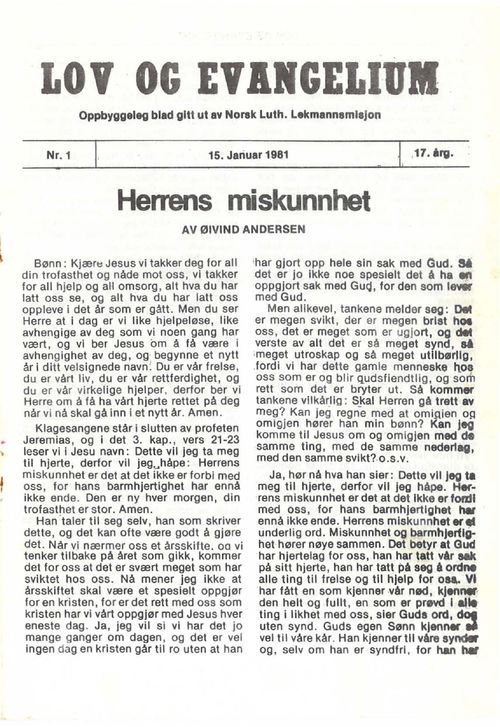 LOV OG EVANGELIUM
Oppbyggeleg blad gitt ut av Norsk Luth. Lekmannsmisjon
Nr. 1
15. Januar 1981
17. årg.
Herrens miskunnhet
AV ØIVIND ANDERSEN
Bønn: Kjære Jesus vi takker deg for all
din trofasthet og nåde mot oss, vi takker
for all hjelp og all omsorg, alt hva du har
latt oss se, og alt hva du har latt oss
oppleve i det år som er gått. Men du ser
Herre at i dag er vi like hjelpeløse, like
avhengige av deg som vi noen gang har
vært, og vi ber Jesus om å få være i
avhengighet av deg, og begynne et nytt
år i ditt velsignede navn. Du er vår frelse,
du er vårt liv, du er vår rettferdighet, og
du er vår virkelige hjelper, derfor ber vi
Herre om å få ha vårt hjerte rettet på deg
når vi nå skal gå inn i et nytt år. Amen.
Klagesangene står i slutten av profeten
Jeremias, og i det 3. kap., vers 21-23
leser vi i Jesu navn: Dette vil jeg ta meg
til hjerte, derfor vil jeg håpe: Herrens
miskunnhet er det at det ikke er forbi med
oss, for hans barmhjertighet har ennå
ikke ende. Den er ny hver morgen, din
trofasthet er stor. Amen.
Han taler til seg selv, han som skriver
dette, og det kan ofte være godt å gjøre
det. Når vi nærmer oss et årsskifte, og vi
tenker tilbake på året som gikk, kommer
det for oss at det er svært meget som har
sviktet hos oss. Nå mener jeg ikke at
årsskiftet skal være et spesielt oppgjør
for en kristen, for er det rett med oss som
kristen har vi vårt oppgjør med Jesus hver
eneste dag. Ja, jeg vil si vi har det jo
mange ganger om dagen, og det er vel
ingen dag en kristen går til ro uten at han
har gjort opp hele sin sak med Gud. Så
det er jo ikke noe spesielt det å ha en
oppgjort sak med Gud, for den som lever
med Gud.
Men alikevel, tankene melder seg: Det
er megen svikt, der er megen brist hos
oss, det er meget som er ugjort, og det
verste av alt det er så meget synd, så
meget utroskap og så meget utilbørlig,
fordi vi har dette gamle menneske hos
oss som er og blir gudsfiendtlig, og som
rett som det er bryter ut. Så kommer
tankene vilkårlig: Skal Herren gå trett av
meg? Kan jeg regne med at omigjen og
omigjen hører han min bønn? Kan jeg
komme til Jesus om og omigjen med de
samme ting, med de samme nederlag,
med den samme svikt? o.s.v.
Ja, hør nå hva han sier: Dette vil jeg ta
meg til hjerte, derfor vil jeg håpe. Her-
rens miskunnhet er det at det ikke er forbi
med oss, for hans barmhjertighet har
ennå ikke ende. Herrens miskunnhet er et
underlig ord. Miskunnhet og barmhjertig-
het hører nøye sammen. Det betyr at Gud
har hjertelag for oss, han har tatt vår sak
på sitt hjerte, han har tatt på seg å ordne
alle ting til frelse og til hjelp for oss. Vi
har fått en som kjenner vår nød, kjenner
den helt og fullt, en som er prøvd i alle
ting i likhet med oss, sier Guds ord, dog
uten synd. Guds egen Sønn kjenner så
vel til våre kår. Han kjenner til våre synder
og, selv om han er syndfri, for han har